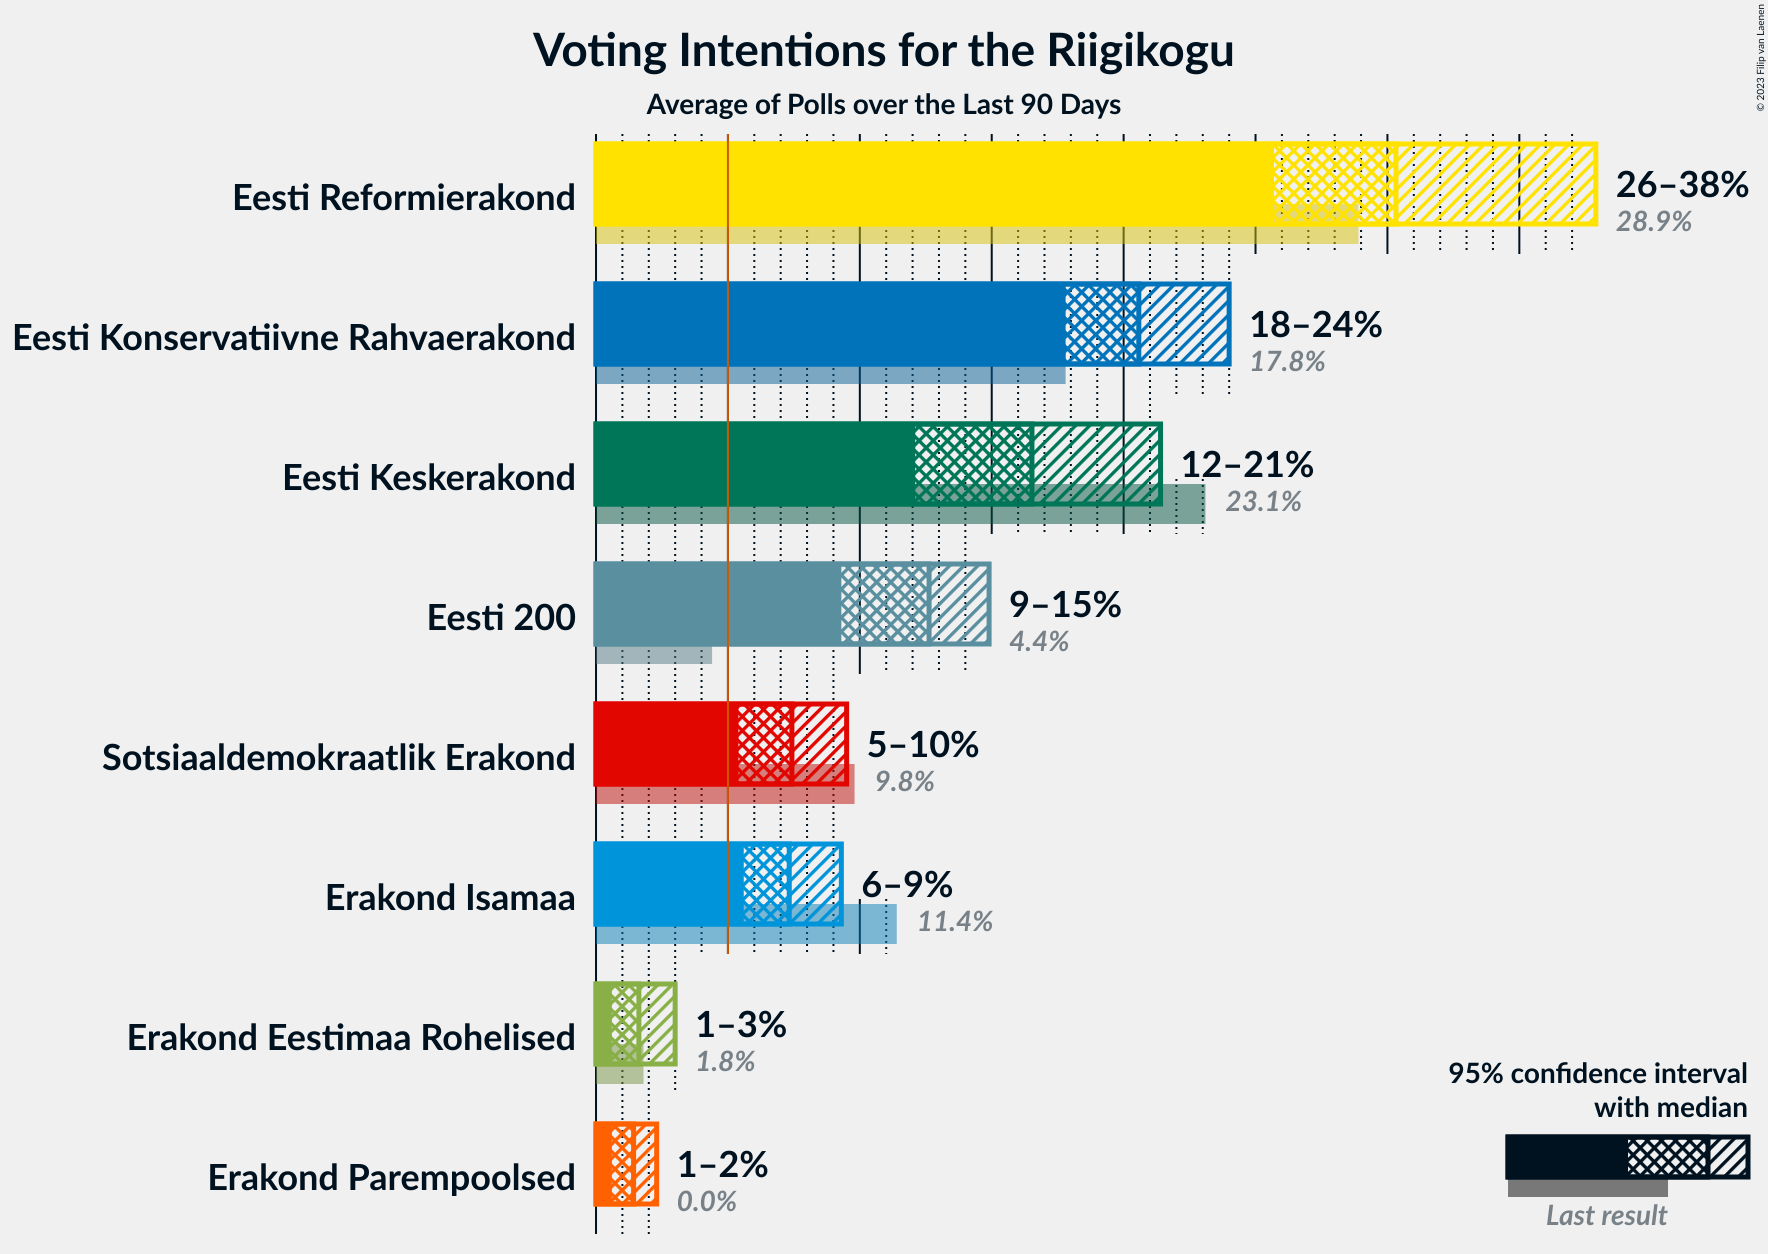 Voting Intentions for the Riigikogu
Average of Polls over the Last 90 Days
© 2023 Filip van Laenen
Eesti Reformierakond
26–38%
28.9%
Eesti Konservatiivne Rahvaerakond
18–24%
17.8%
Eesti Keskerakond
12–21%
23.1%
Eesti 200
9–15%
4.4%
Sotsiaaldemokraatlik Erakond
5–10%
9.8%
Erakond Isamaa
6–9%
11.4%
Erakond Eestimaa Rohelised
1–3%
1.8%
Erakond Parempoolsed
1–2%
0.0%
95% confidence interval
with median
Last result